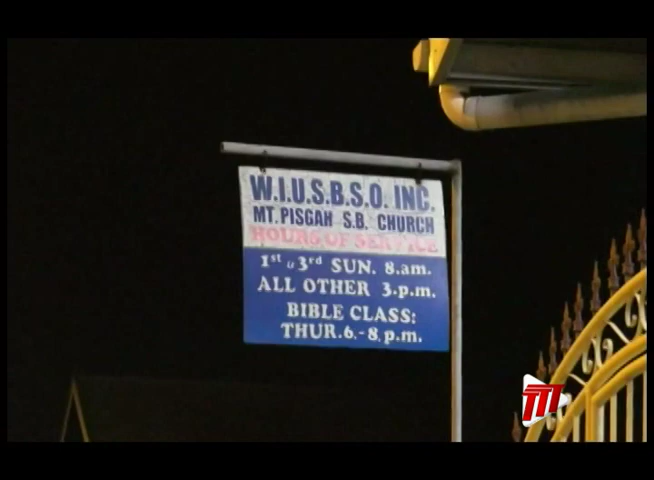 W.I.U.S.B.S.O. INC.
MT. PISGAH S.B. CHURCH
HOURS OF SERVICE
1st & 3rd SUN. 8.am.
ALL OTHER 3.p.m.
BIBLE CLASS:
THUR. 6.-8.p.m.